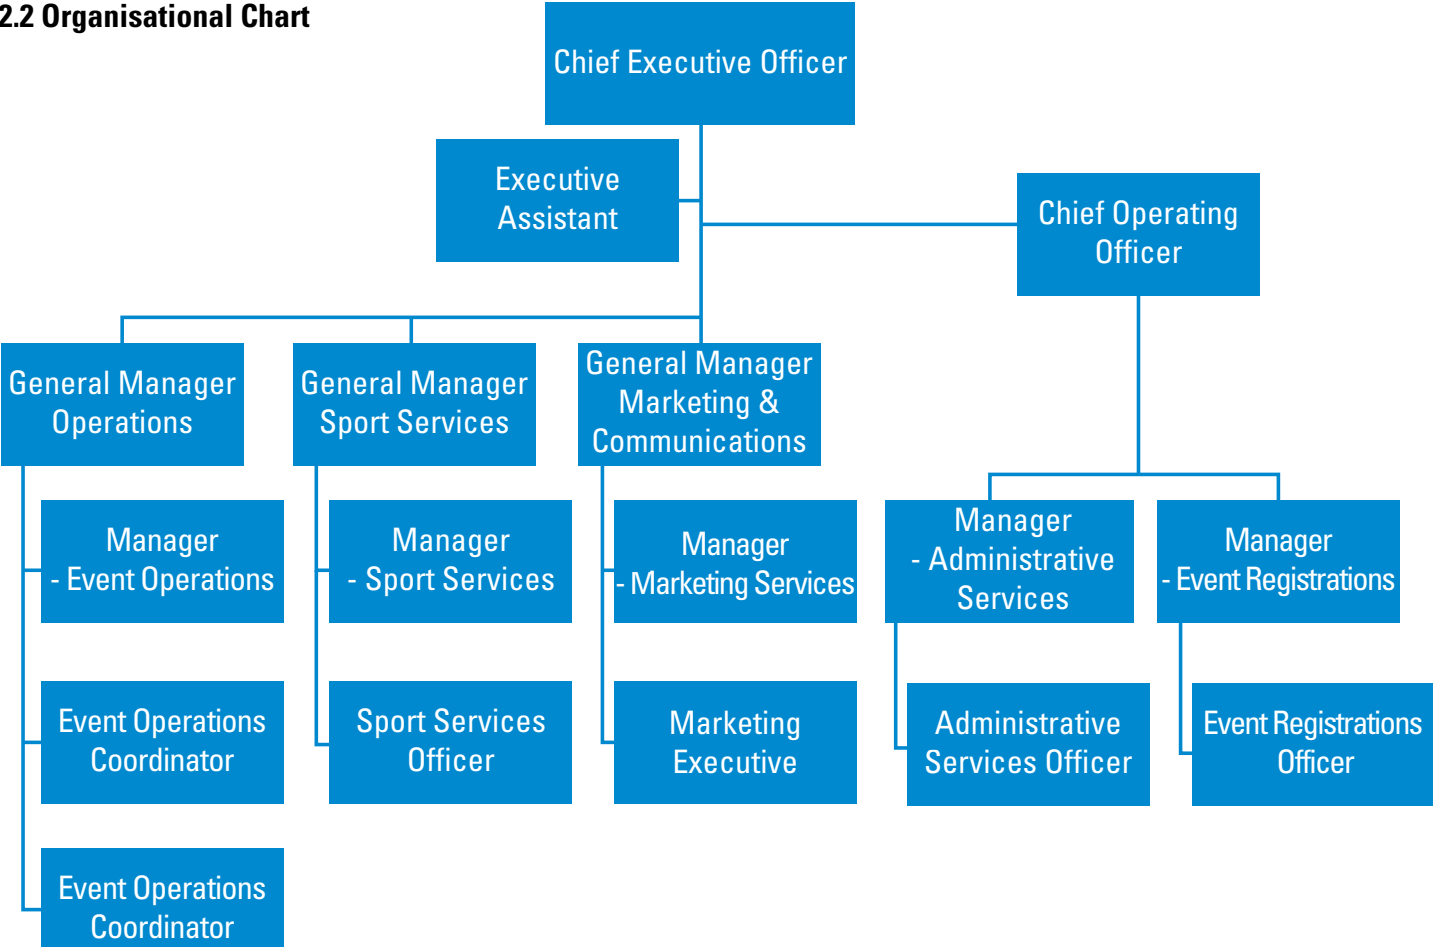 2.2 Organisational Chart
Chief Executive Officer
Executive
Assistant
Chief Operating
Officer
General Manager
Operations
General Manager
Sport Services
General Manager
Marketing &
Communications
Manager
- Event Operations
Manager
- Sport Services
Manager
- Marketing Services
Manager
- Administrative
Services
Manager
- Event Registrations
Event Operations
Coordinator
Sport Services
Officer
Marketing
Executive
Administrative
Services Officer
Event Registrations
Officer
Event Operations
Coordinator